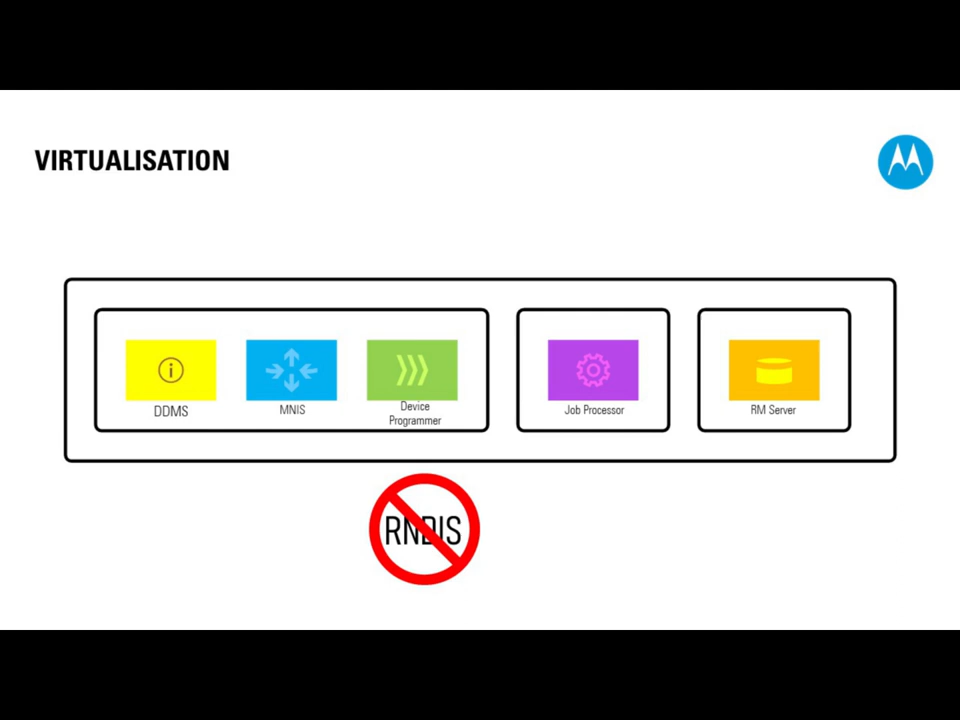 VIRTUALISATION
DDMS
MNIS
Device
Programmer
Job Processor
RM Server
RNDIS